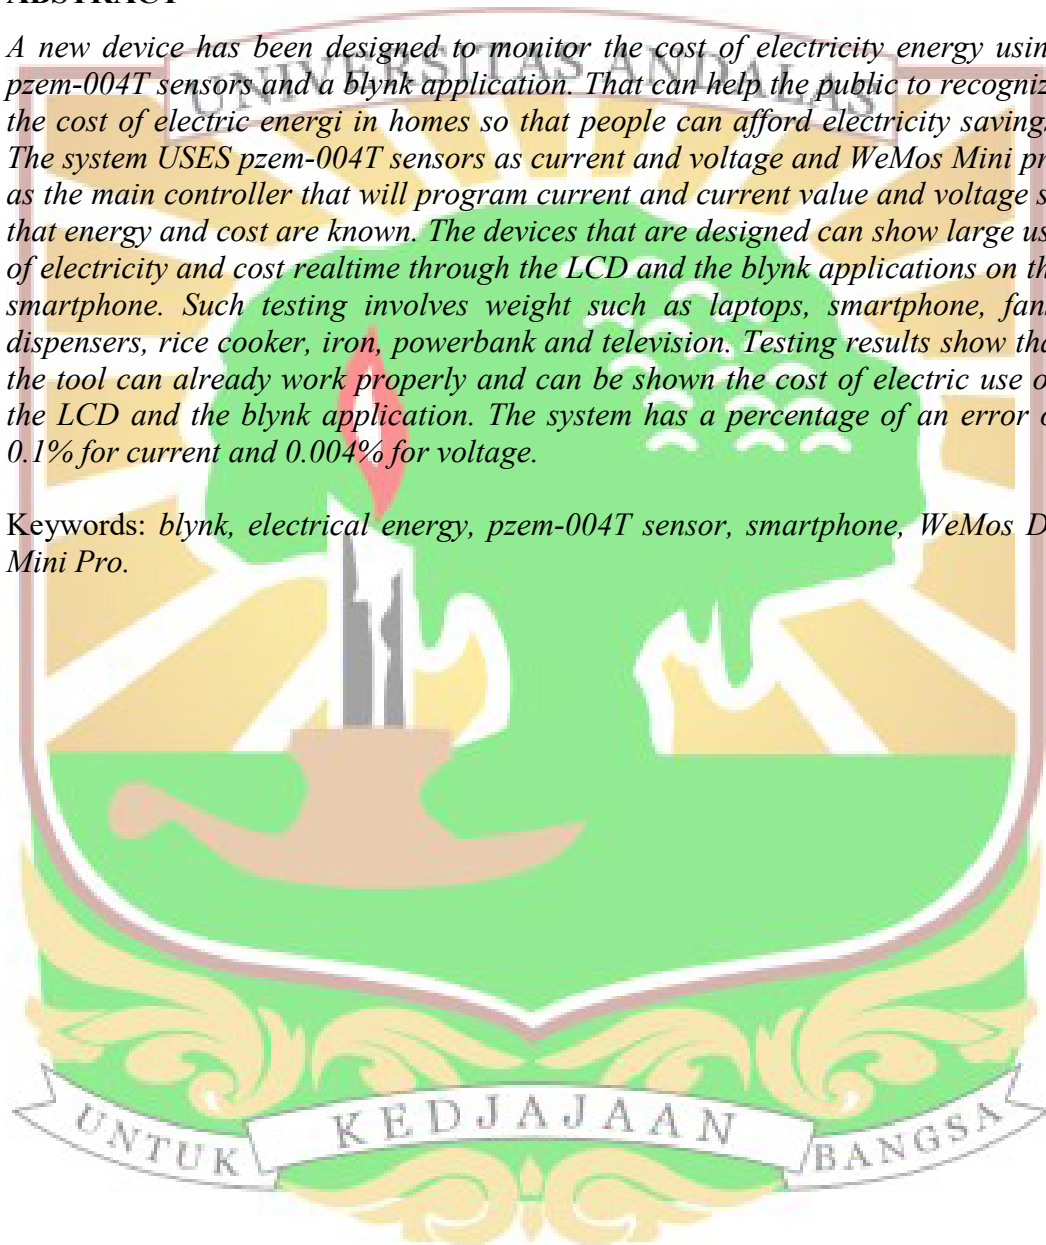 ABSTRACT
A new device has been designed to monitor the cost of electricity energy usin
pzem-004T sensors and a blynk application. That can help the public to recogniz
the cost of electric energi in homes so that people can afford electricity saving
The system USES pzem-004T sensors as current and voltage and WeMos Mini pr
as the main controller that will program current and current value and voltage s
that energy and cost are known. The devices that are designed can show large us
of electricity and cost realtime through the LCD and the blynk applications on th
smartphone. Such testing involves weight such as laptops, smartphone, fan
dispensers, rice cooker, iron, powerbank and television. Testing results show tha
the tool can already work properly and can be shown the cost of electric use o
the LCD and the blynk application. The system has a percentage of an error o
0.1% for current and 0.004% for voltage.
Keywords: blynk, electrical energy, pzem-004T sensor, smartphone, WeMos D
Mini Pro.
UNIVERSITAS ANDALAS
UNTUK KEDJAJAAN BANGSA